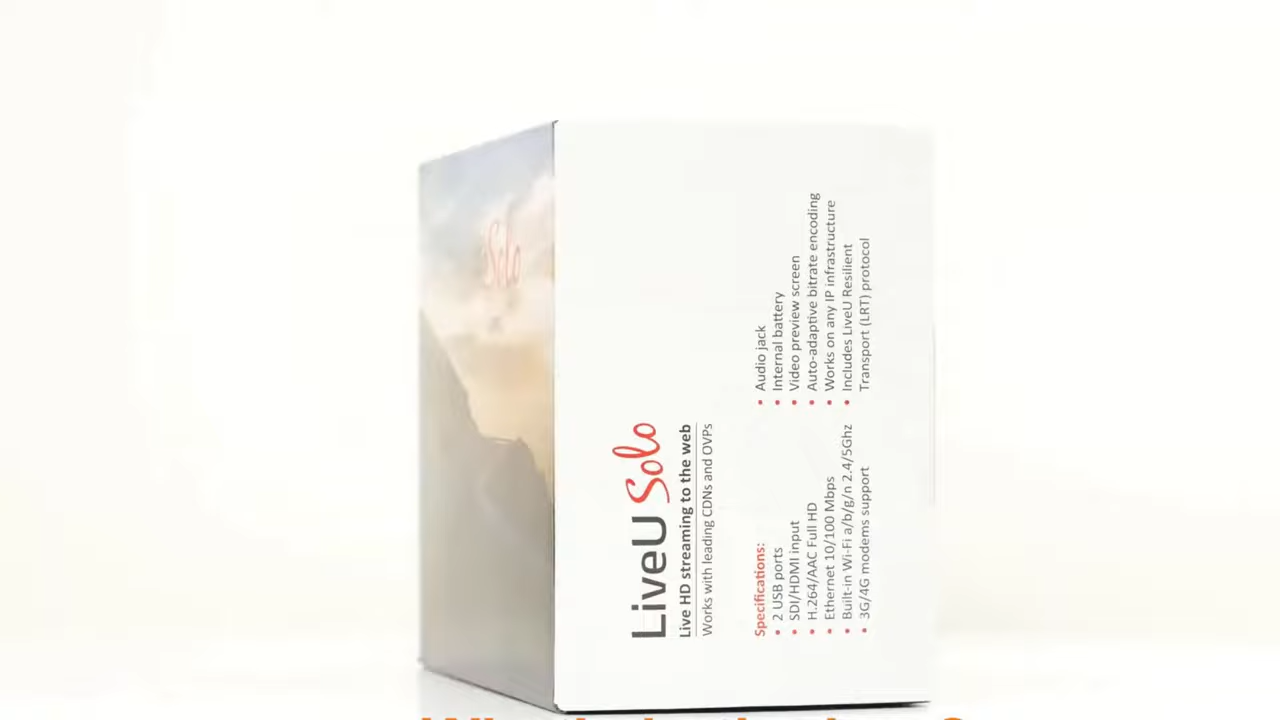 Solo
LiveU Solo
Live HD streaming to the web
Works with leading CDNs and OVPs
Specifications:
• 2 USB ports
• SDI/HDMI input
• H.264/AAC Full HD
• Ethernet 10/100 Mbps
• Built-in Wi-Fi a/b/g/n 2.4/5Ghz
• 3G/4G modems support
• Audio jack
• Internal battery
• Video preview screen
• Auto-adaptive bitrate encoding
• Works on any IP infrastructure
• Includes LiveU Resilient
Transport (LRT) protocol